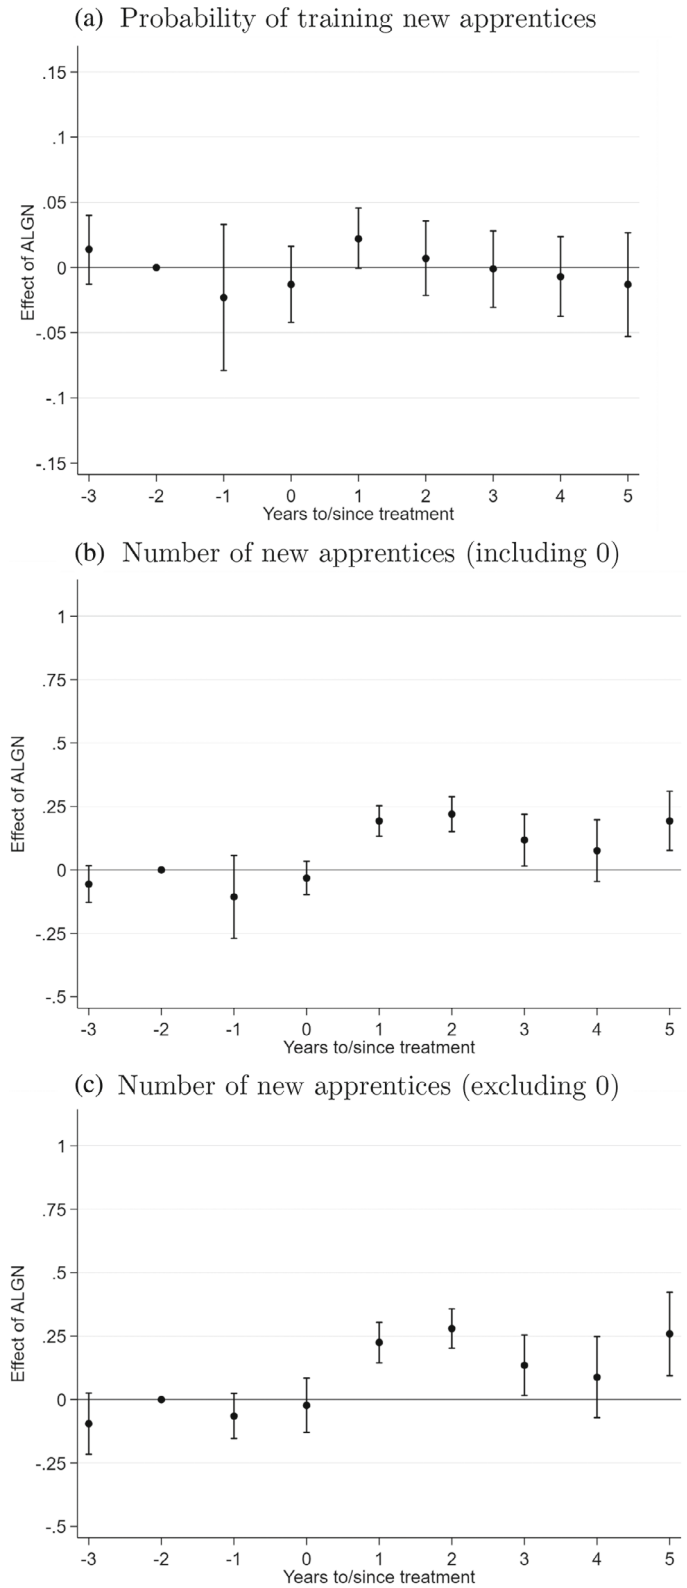 (a) Probability of training new apprentices
.15
.1
.05
0
-.05
-.1
-.15
Effect of ALGN
-3 -2 -1 0 1 2 3 4 5
Years to/since treatment
(b) Number of new apprentices (including 0)
1
.75
.5
.25
0
-.25
-.5
Effect of ALGN
-3 -2 -1 0 1 2 3 4 5
Years to/since treatment
(c) Number of new apprentices (excluding 0)
1
.75
.5
.25
0
-.25
-.5
Effect of ALGN
-3 -2 -1 0 1 2 3 4 5
Years to/since treatment